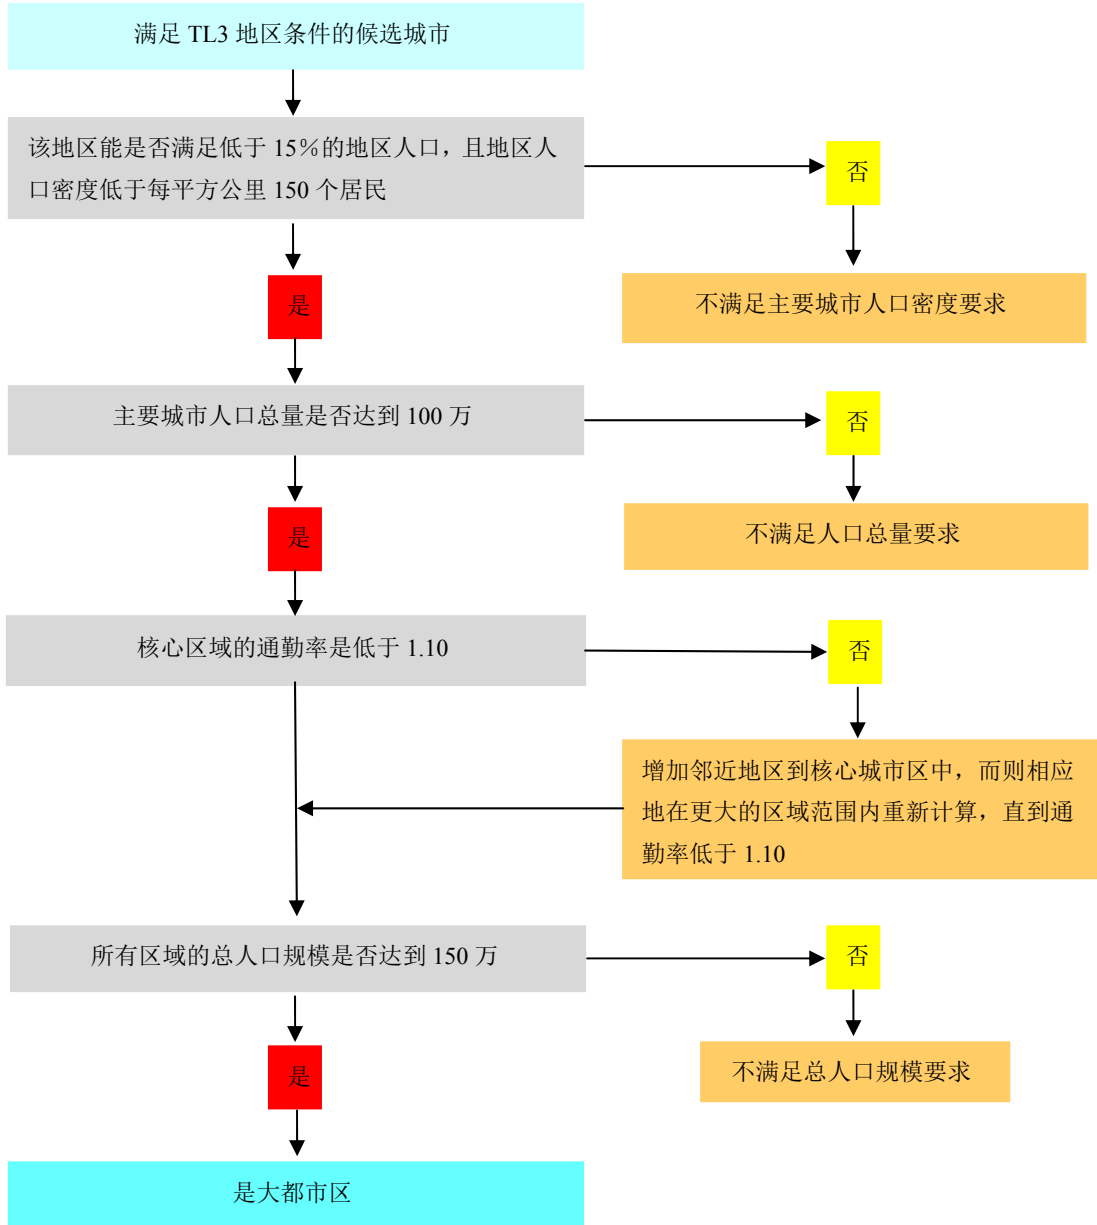 满足 TL3 地区条件的候选城市
该地区能是否满足低于 15％的地区人口，且地区人
口密度低于每平方公里 150 个居民
否
是
不满足主要城市人口密度要求
主要城市人口总量是否达到 100 万
否
是
不满足人口总量要求
核心区域的通勤率是低于 1.10
否
增加邻近地区到核心城市区中，而则相应
地在更大的区域范围内重新计算，直到通
勤率低于 1.10
所有区域的总人口规模是否达到 150 万
否
是
不满足总人口规模要求
是大都市区